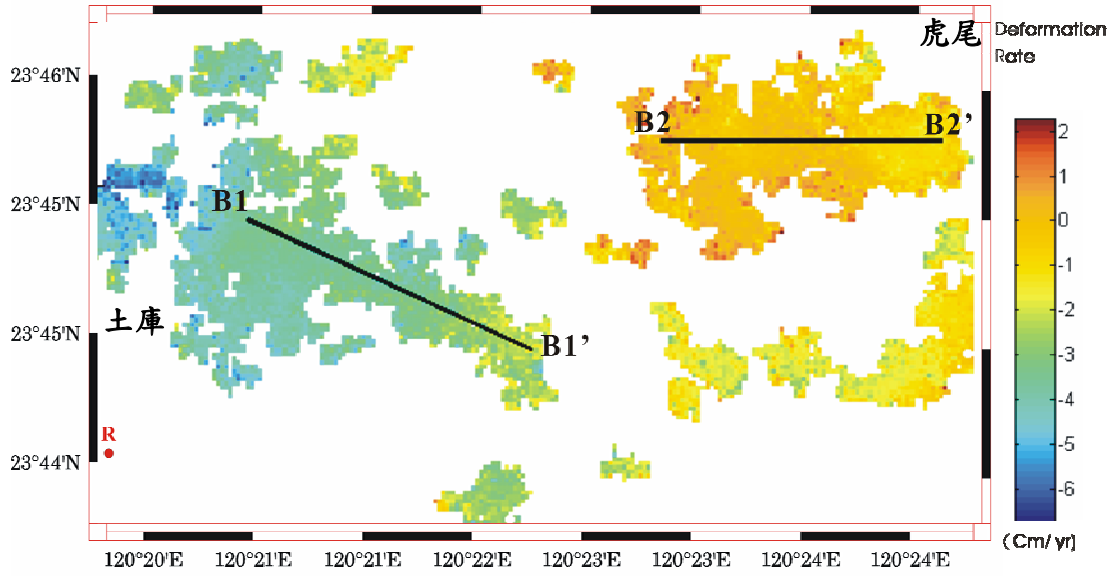 虎尾
Deformation
Rate
23°46'N
B2
B2’
2
1
0
-1
-2
-3
-4
-5
-6
(Cm/yr)
23°45'N
B1
土庫
23°45'N
B1’
R
23°44'N
120°20'E
120°21'E
120°21'E
120°22'E
120°23'E
120°23'E
120°24'E
120°24'E